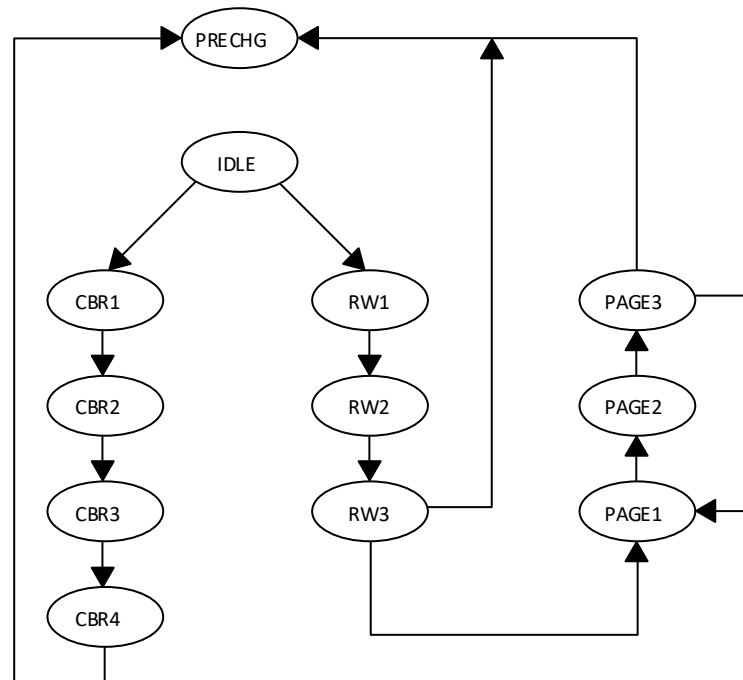 PRECHG
IDLE
CBR1
RW1
PAGE3
CBR2
RW2
PAGE2
CBR3
RW3
PAGE1
CBR4